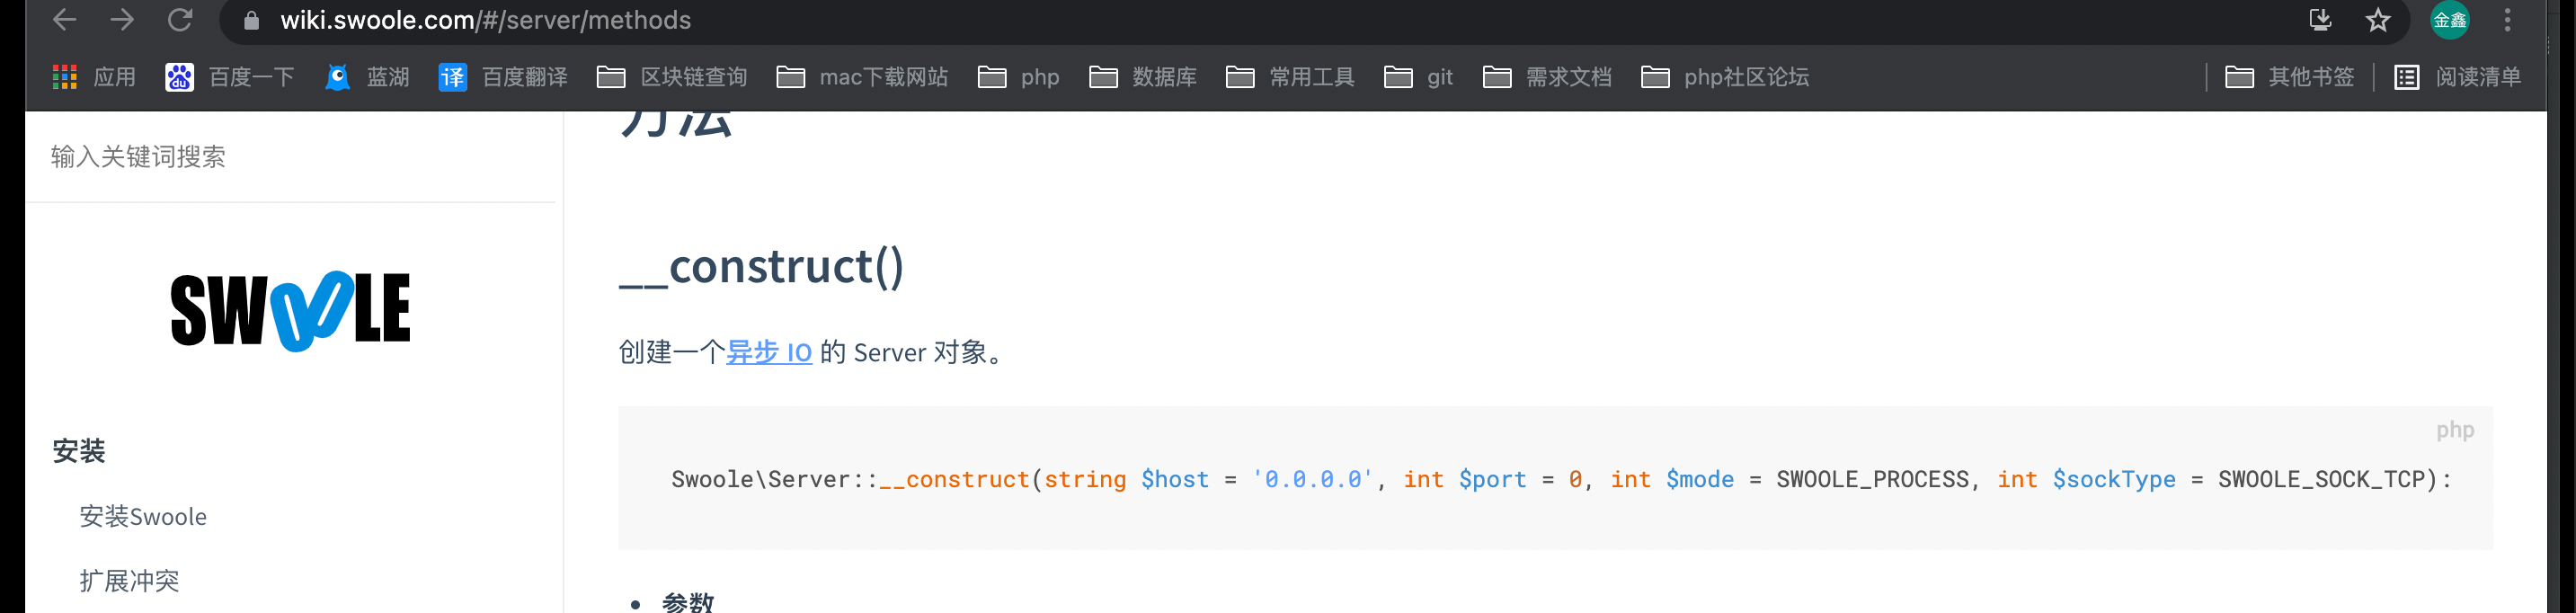 wiki.swoole.com/#/server/methods
金鑫
应用 百度一下 蓝湖 译 百度翻译 区块链查询 mac下载网站 php 数据库 常用工具 git 需求文档 php社区论坛 其他书签 阅读清单
输入关键词搜索
SWOOLE
安装
安装Swoole
扩展冲突
方法
__construct()
创建一个异步 IO 的 Server 对象。
php
Swoole\Server::__construct(string $host = '0.0.0.0', int $port = 0, int $mode = SWOOLE_PROCESS, int $sockType = SWOOLE_SOCK_TCP):
• 参数